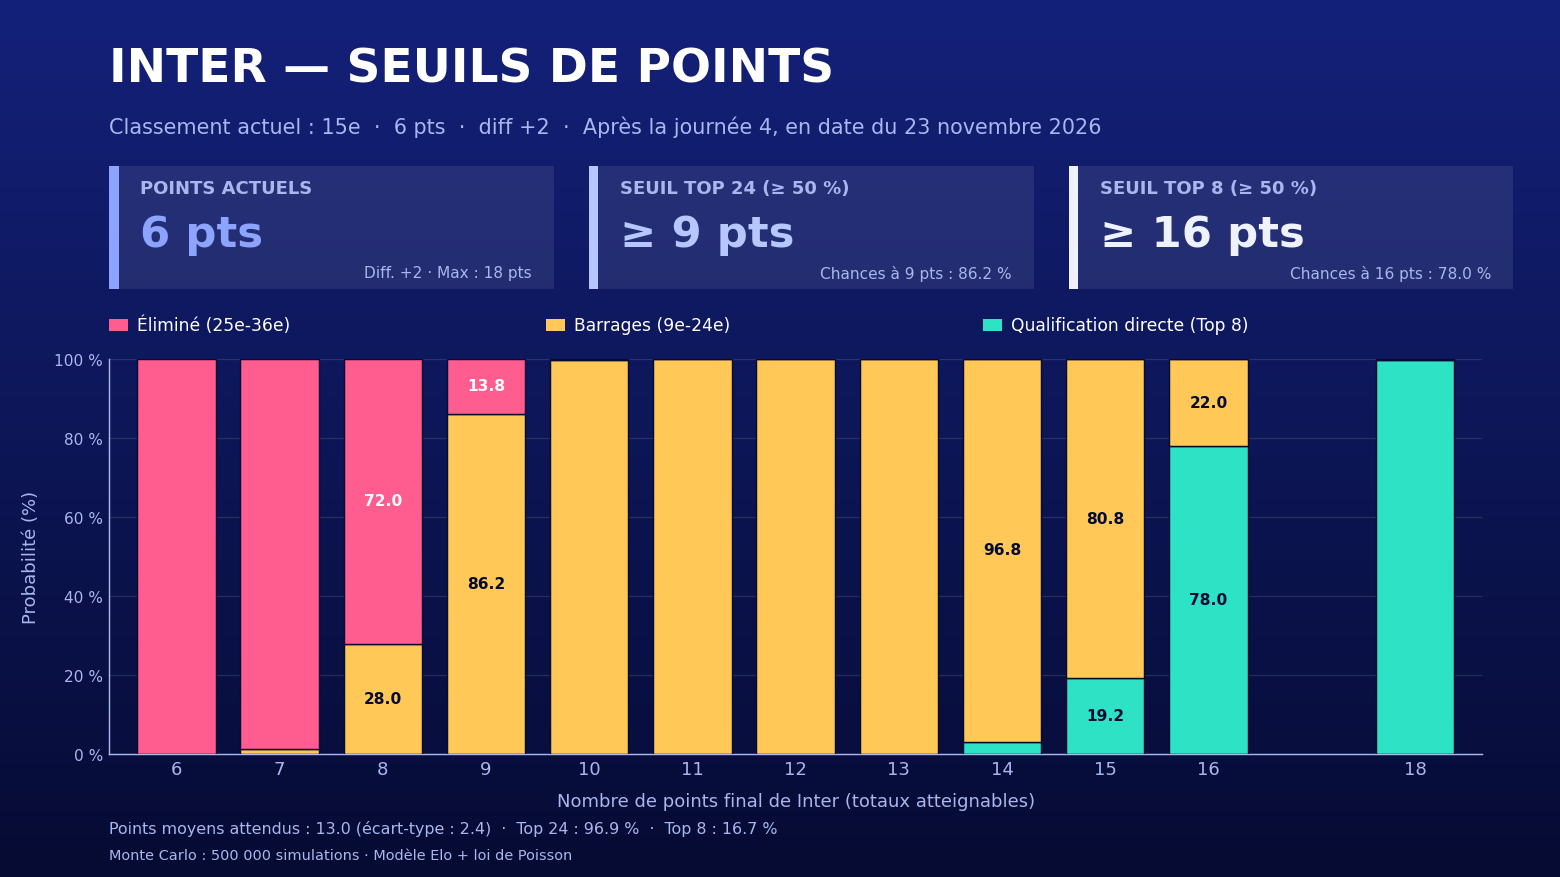 INTER — SEUILS DE POINTS
Classement actuel : 15e · 6 pts · diff +2 · Après la journée 4, en date du 23 novembre 2026
POINTS ACTUELS
6 pts
Diff. +2 · Max : 18 pts
SEUIL TOP 24 (≥ 50 %)
≥ 9 pts
Chances à 9 pts : 86.2 %
SEUIL TOP 8 (≥ 50 %)
≥ 16 pts
Chances à 16 pts : 78.0 %
Éliminé (25e-36e)
Barrages (9e-24e)
Qualification directe (Top 8)
Probabilité (%)
100 %
80 %
60 %
40 %
20 %
0 %
72.0
28.0
13.8
86.2
96.8
80.8
19.2
22.0
78.0
6 7 8 9 10 11 12 13 14 15 16 18
Nombre de points final de Inter (totaux atteignables)
Points moyens attendus : 13.0 (écart-type : 2.4) · Top 24 : 96.9 % · Top 8 : 16.7 %
Monte Carlo : 500 000 simulations · Modèle Elo + loi de Poisson